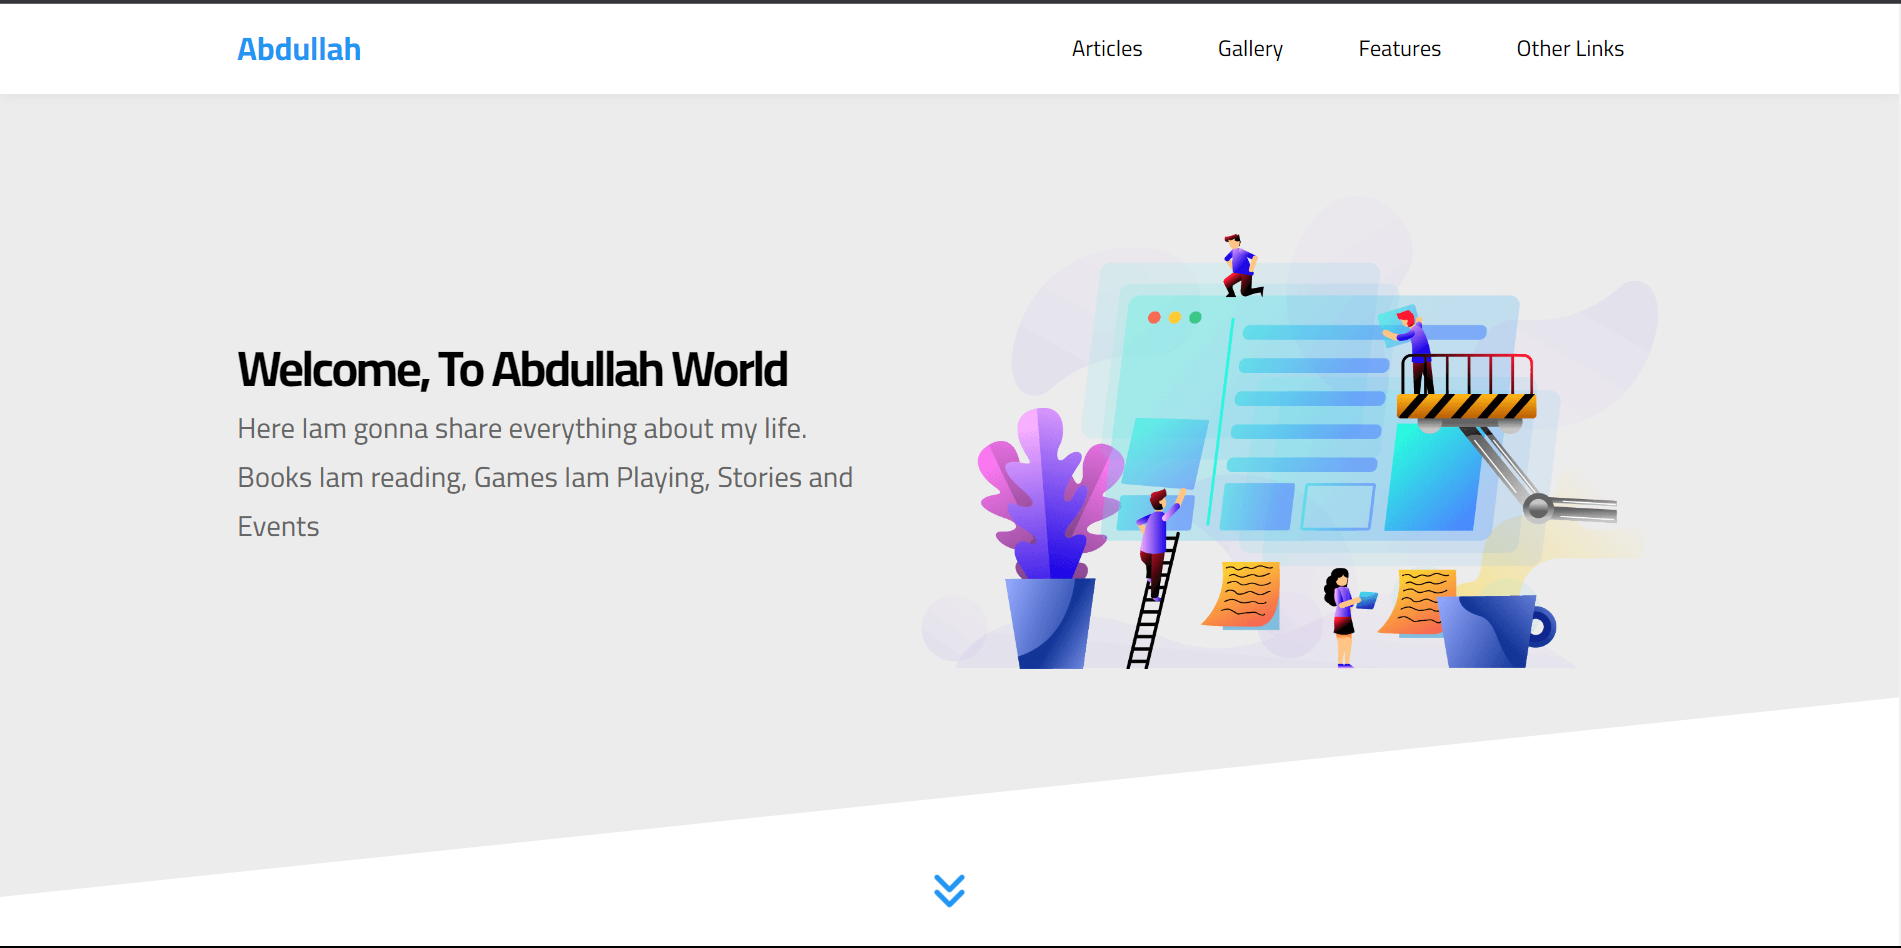 Abdullah
Articles Gallery Features Other Links
Welcome, To Abdullah World
Here Iam gonna share everything about my life.
Books Iam reading, Games Iam Playing, Stories and
Events